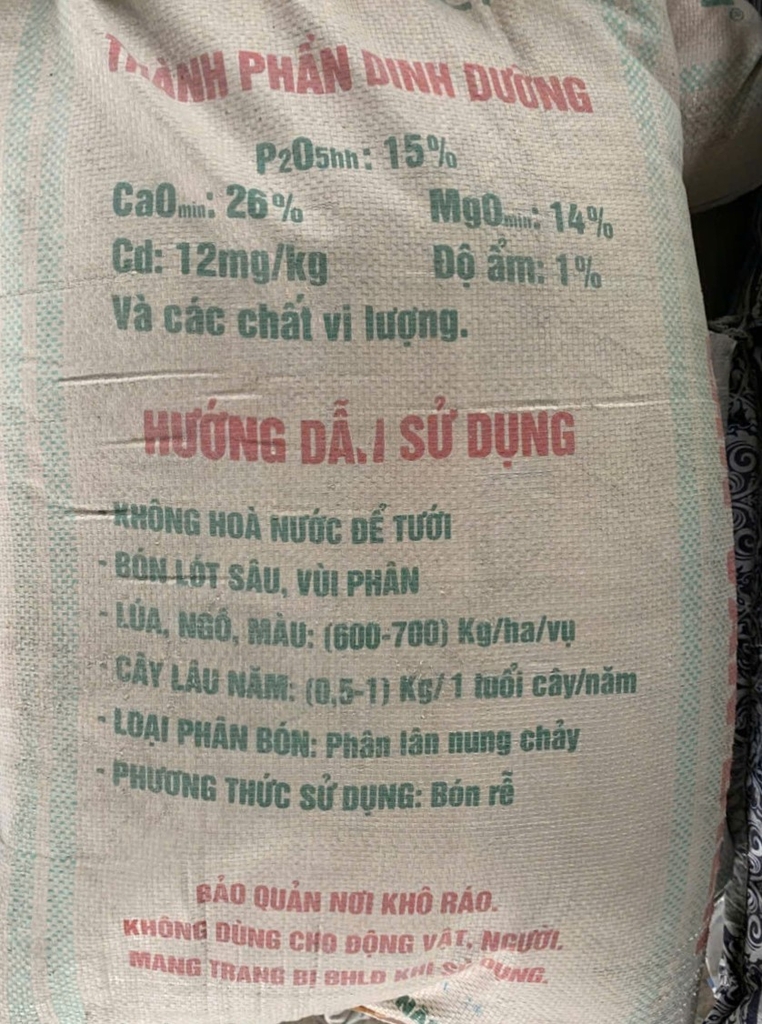 THÀNH PHẦN DINH DƯỠNG
P2O5hh: 15%
CaOmin: 26% MgOmin: 14%
Cd: 12mg/kg Độ ẩm: 1%
Và các chất vi lượng.
HƯỚNG DẪN SỬ DỤNG
- KHÔNG HOÀ NƯỚC ĐỂ TƯỚI
- BÓN LÓT SÂU, VÙI PHÂN
- LÚA, NGÔ, MÀU: (600-700) Kg/ha/vụ
- CÂY LÂU NĂM: (0,5-1) Kg/ 1 tuổi cây/năm
- LOẠI PHÂN BÓN: Phân lân nung chảy
- PHƯƠNG THỨC SỬ DỤNG: Bón rễ
BẢO QUẢN NƠI KHÔ RÁO.
KHÔNG DÙNG CHO ĐỘNG VẬT, NGƯỜI.
MANG TRANG BỊ BHLĐ KHI SỬ DỤNG.